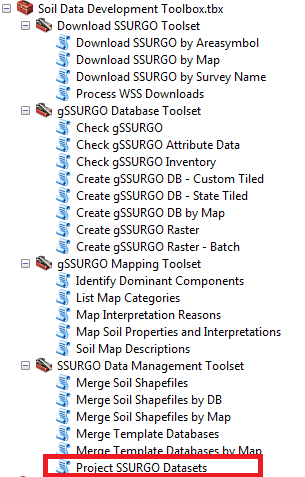 Soil Data Development Toolbox.tbx
Download SSURGO Toolset
Download SSURGO by Areasymbol
Download SSURGO by Map
Download SSURGO by Survey Name
Process WSS Downloads
gSSURGO Database Toolset
Check gSSURGO
Check gSSURGO Attribute Data
Check gSSURGO Inventory
Create gSSURGO DB - Custom Tiled
Create gSSURGO DB - State Tiled
Create gSSURGO DB by Map
Create gSSURGO Raster
Create gSSURGO Raster - Batch
gSSURGO Mapping Toolset
Identify Dominant Components
List Map Categories
Map Interpretation Reasons
Map Soil Properties and Interpretations
Soil Map Descriptions
SSURGO Data Management Toolset
Merge Soil Shapefiles
Merge Soil Shapefiles by DB
Merge Soil Shapefiles by Map
Merge Template Databases
Merge Template Databases by Map
Project SSURGO Datasets